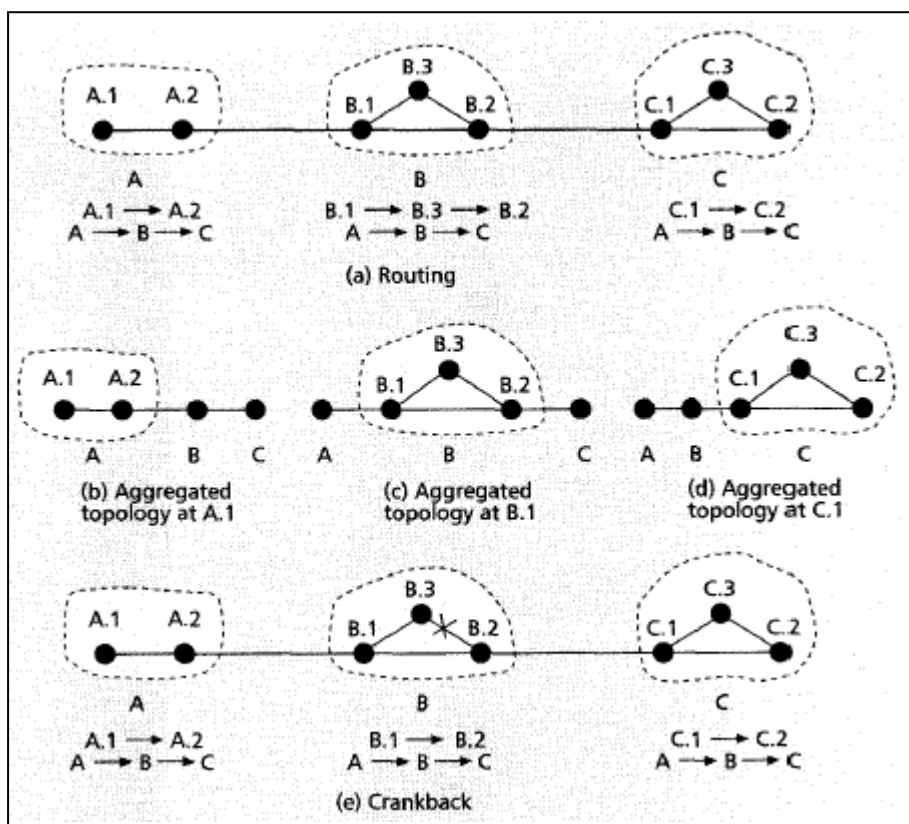 A.1 A.2 B.3 C.3
B.1 B.2 C.1 C.2
A B C
A.1 → A.2 B.1 → B.3 → B.2 C.1 → C.2
A → B → C A → B → C A → B → C
(a) Routing
B.3 C.3
A.1 A.2 B.1 B.2 C.1 C.2
A B C A B C A B C
(b) Aggregated topology at A.1
(c) Aggregated topology at B.1
(d) Aggregated topology at C.1
B.3 C.3
A.1 A.2 B.1 B.2 C.1 C.2
A B C
A.1 → A.2 B.1 → B.2 C.1 → C.2
A → B → C A → B → C A → B → C
(e) Crankback